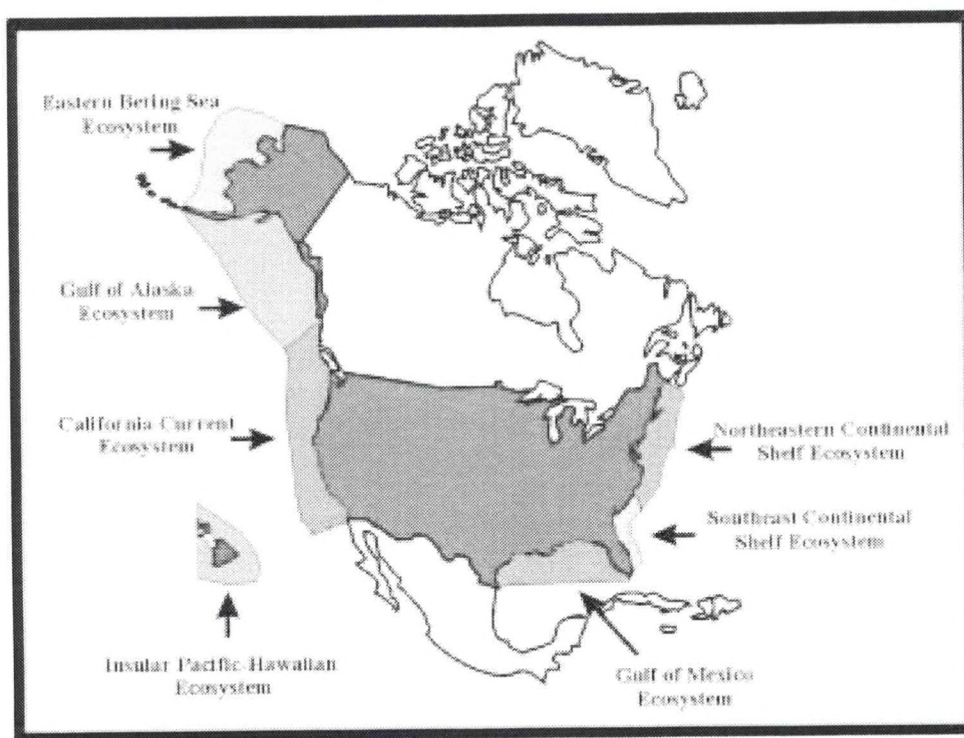 Eastern Bering Sea
Ecosystem
Gulf of Alaska
Ecosystem
California Current
Ecosystem
Northeastern Continental
Shelf Ecosystem
Southeast Continental
Shelf Ecosystem
Insular Pacific-Hawaiian
Ecosystem
Gulf of Mexico
Ecosystem